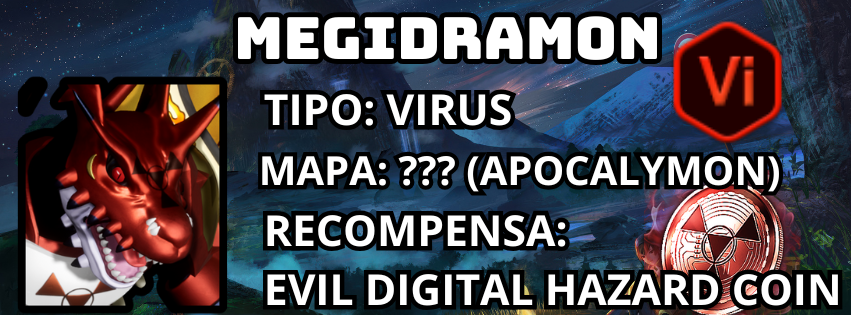 MEGIDRAMON
Vi
TIPO: VIRUS
MAPA: ??? (APOCALYMON)
RECOMPENSA:
EVIL DIGITAL HAZARD COIN